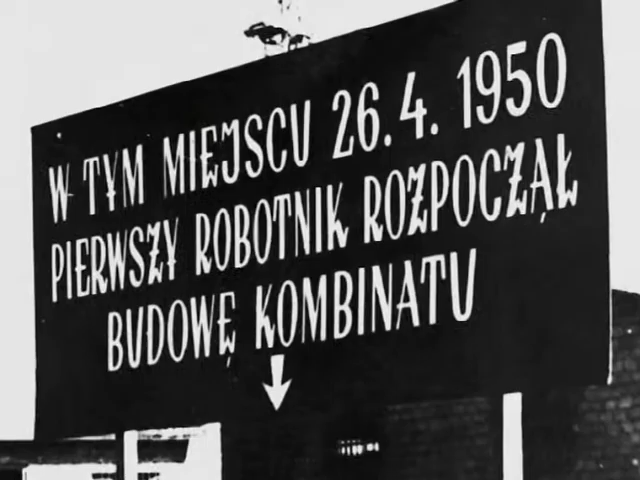 W TYM MIEJSCU 26.4.1950
PIERWSZY ROBOTNIK ROZPOCZĄŁ
BUDOWĘ KOMBINATU